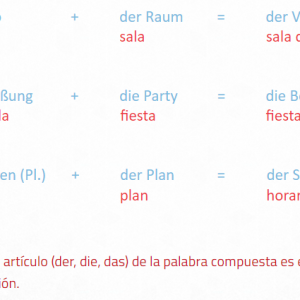 + der Raum = der V
sala sala
ßung + die Party = die B
la fiesta fiesta
en (Pl.) + der Plan = der S
plan horar
artículo (der, die, das) de la palabra compuesta es
ión.